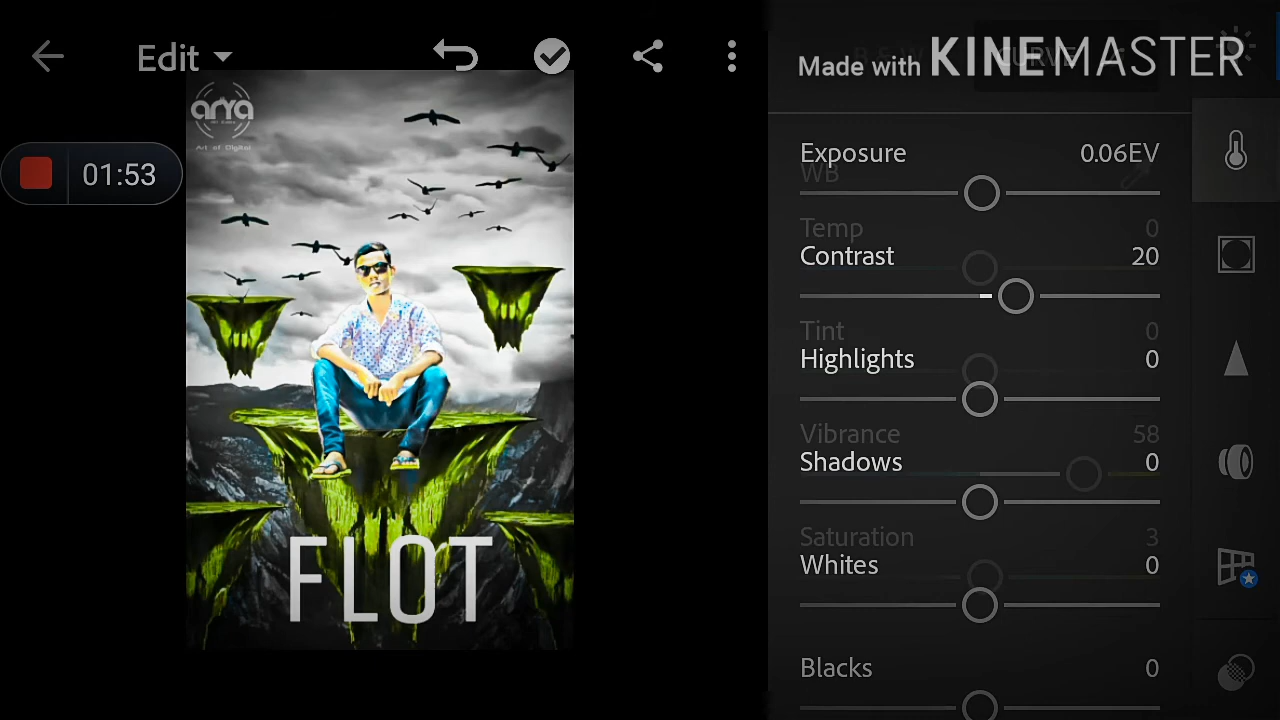 Edit
Made with KINEMASTER
CURVE
01:53
arya
Art of Digital
Exposure 0.06EV
WB
Temp 0
Contrast 20
Tint 0
Highlights 0
Vibrance 58
Shadows 0
Saturation 3
Whites 0
Blacks 0
FLOT